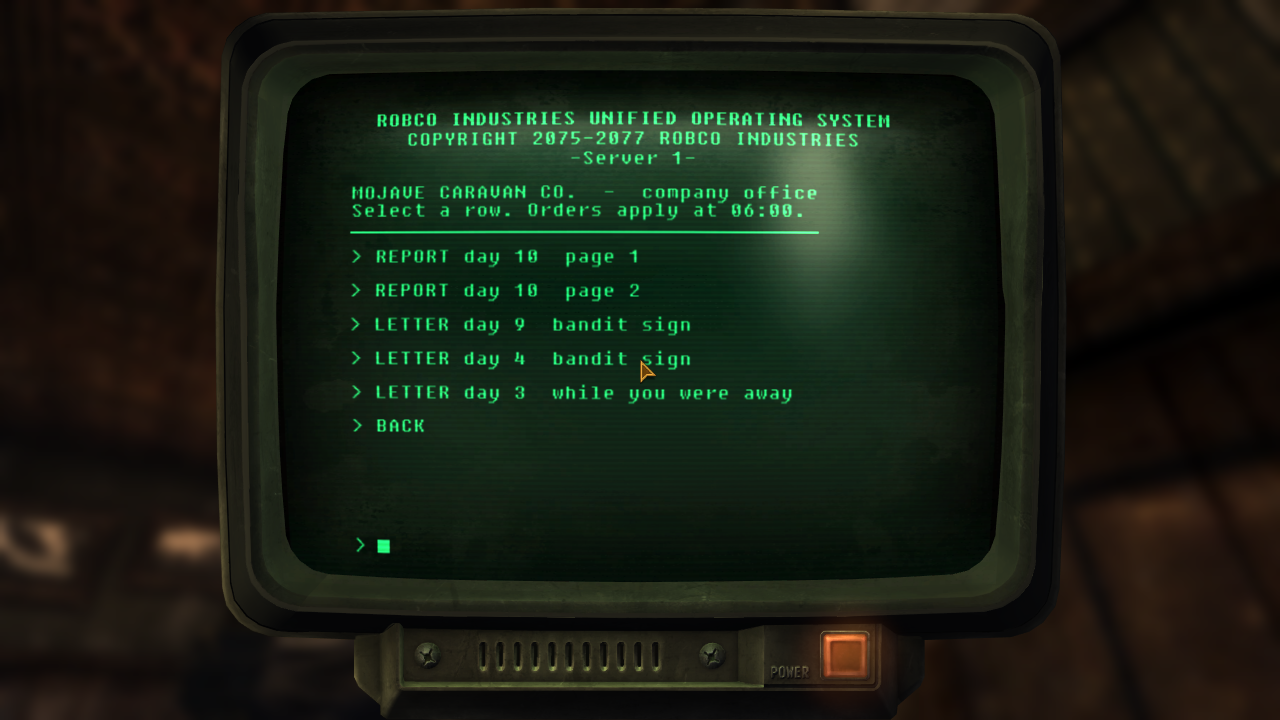 ROBCO INDUSTRIES UNIFIED OPERATING SYSTEM
COPYRIGHT 2075-2077 ROBCO INDUSTRIES
-Server 1-
MOJAVE CARAVAN CO.  -  company office
Select a row. Orders apply at 06:00.
> REPORT day 10  page 1
> REPORT day 10  page 2
> LETTER day 9  bandit sign
> LETTER day 4  bandit sign
> LETTER day 3  while you were away
> BACK
>
POWER